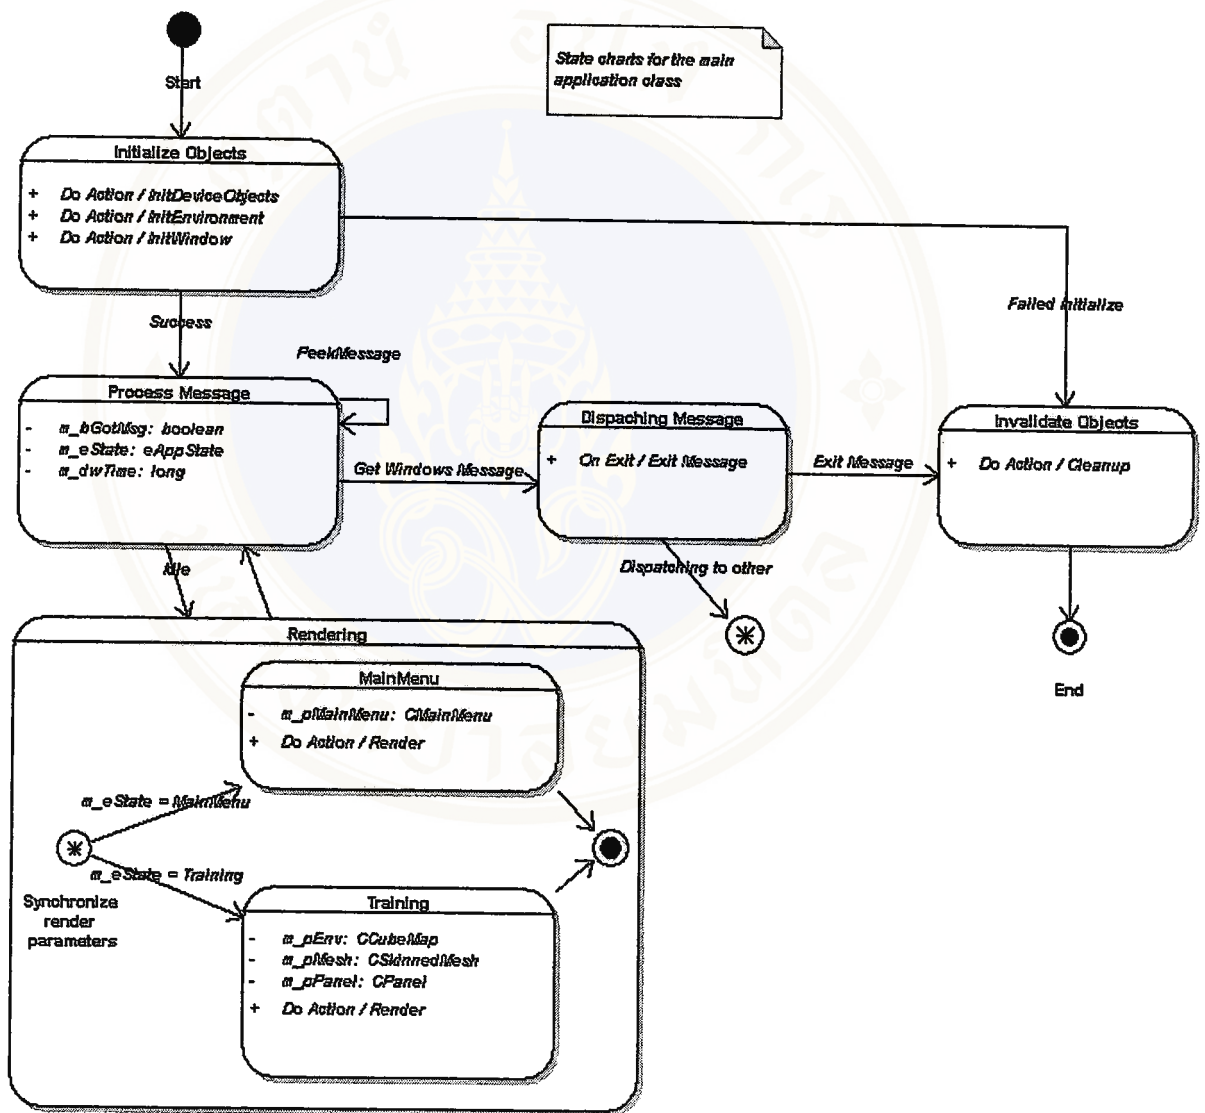 Start
State charts for the main
application class
Initialize Objects
+ Do Action / InitDeviceObjects
+ Do Action / InitEnvironment
+ Do Action / InitWindow
Failed Initialize
Success
PeekMessage
Process Message
- m_bGotMsg: boolean
- m_eState: eAppState
- m_dwTime: long
Get Windows Message
Dispaching Message
+ On Exit / Exit Message
Exit Message
Invalidate Objects
+ Do Action / Cleanup
Idle
Dispatching to other
End
Rendering
MainMenu
- m_pMainMenu: CMainMenu
+ Do Action / Render
m_eState = MainMenu
m_eState = Training
Synchronize
render
parameters
Training
- m_pEnv: CCubeMap
- m_pMesh: CSkinnedMesh
- m_pPanel: CPanel
+ Do Action / Render